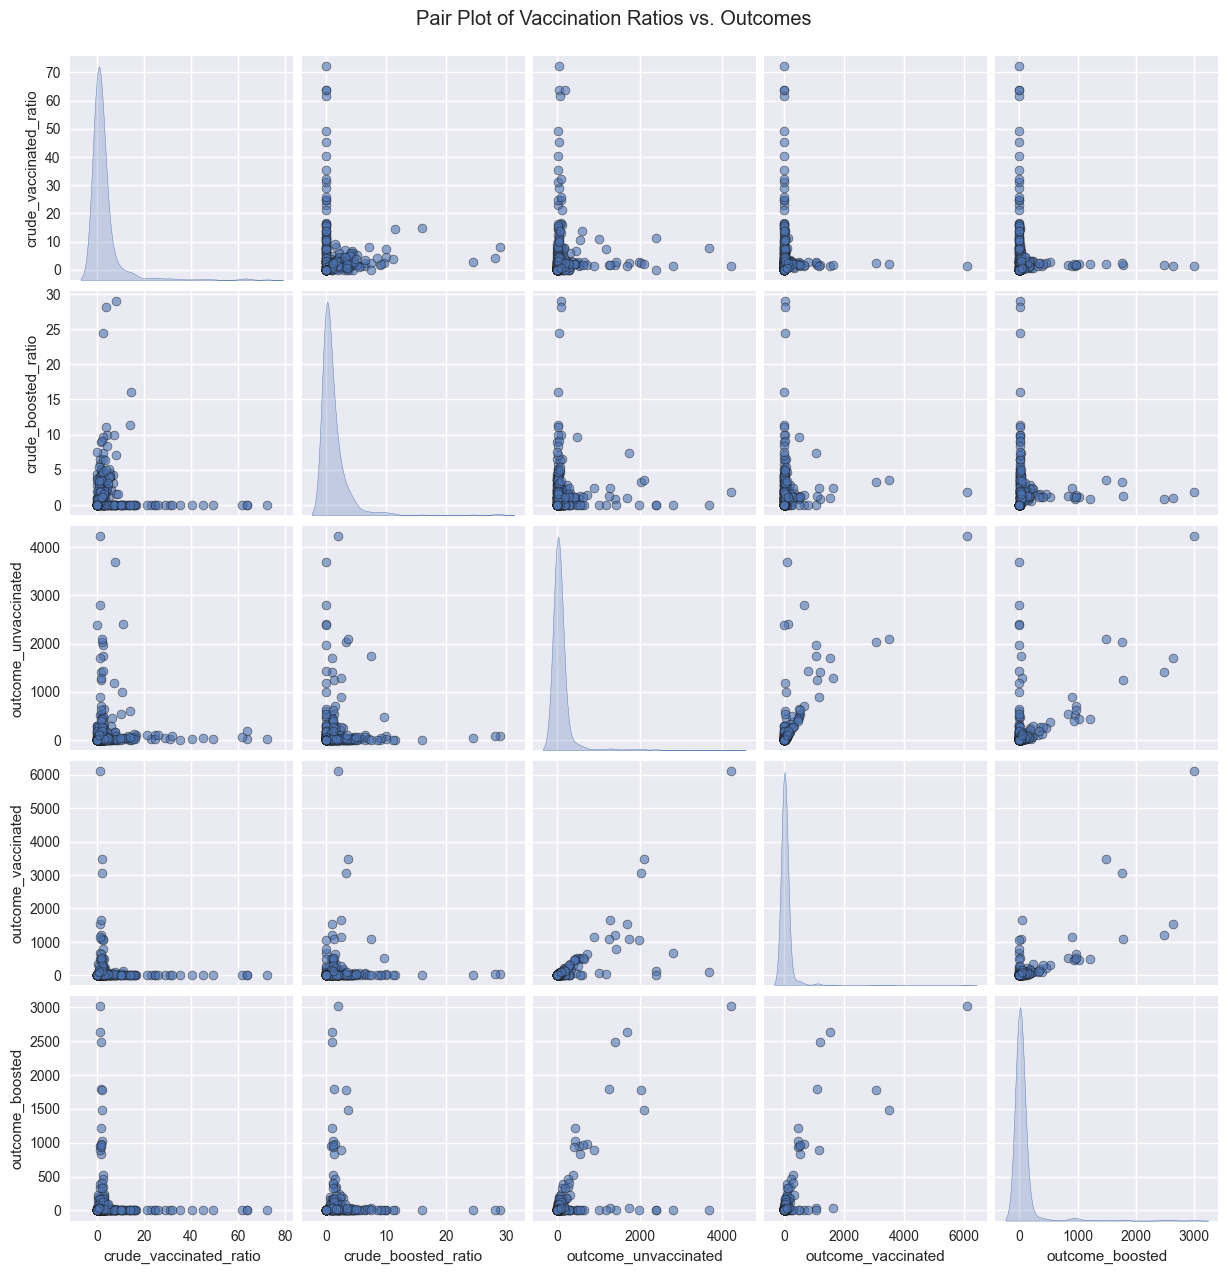 Pair Plot of Vaccination Ratios vs. Outcomes
crude_vaccinated_ratio
70
60
50
40
30
20
10
0
crude_boosted_ratio
30
25
20
15
10
5
0
outcome_unvaccinated
4000
3000
2000
1000
0
outcome_vaccinated
6000
5000
4000
3000
2000
1000
0
outcome_boosted
3000
2500
2000
1500
1000
500
0
0 20 40 60 80
0 10 20 30
0 1000 2000 3000 4000
0 2000 4000 6000
0 1000 2000 3000
crude_vaccinated_ratio
crude_boosted_ratio
outcome_unvaccinated
outcome_vaccinated
outcome_boosted